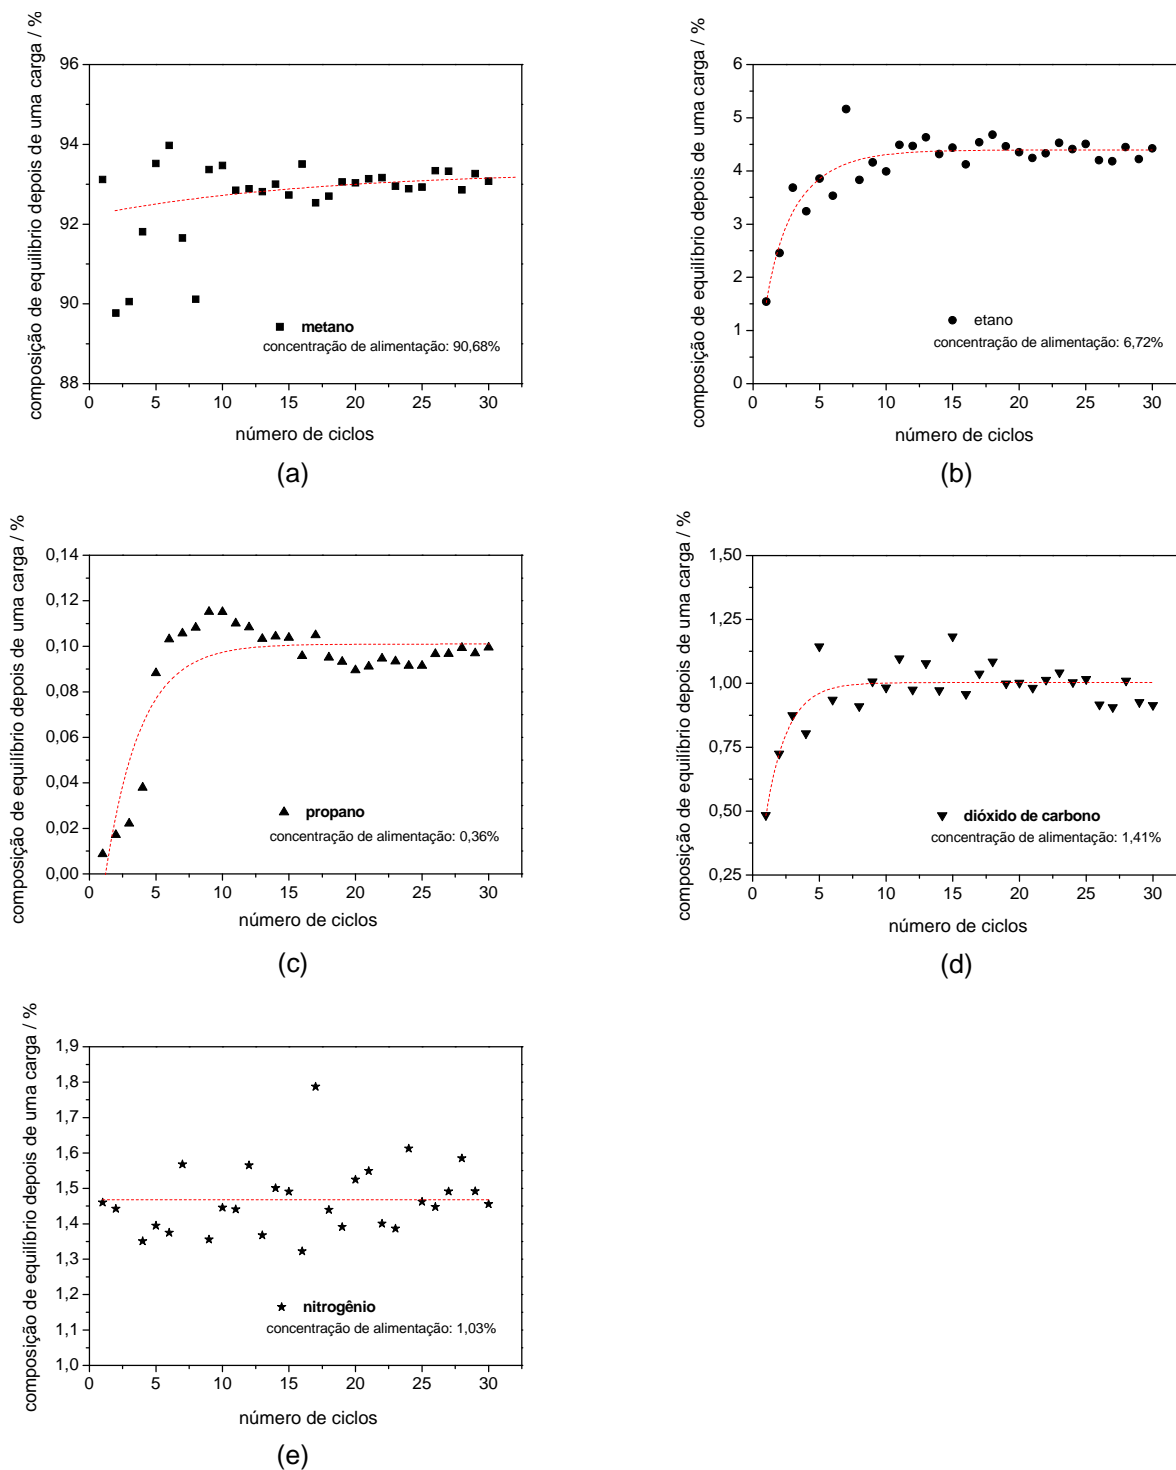 composição de equilíbrio depois de uma carga / %
96
94
92
90
88
metano
concentração de alimentação: 90,68%
0 5 10 15 20 25 30
número de ciclos
(a)
composição de equilíbrio depois de uma carga / %
6
5
4
3
2
1
0
etano
concentração de alimentação: 6,72%
0 5 10 15 20 25 30
número de ciclos
(b)
composição de equilíbrio depois de uma carga / %
0,14
0,12
0,10
0,08
0,06
0,04
0,02
0,00
propano
concentração de alimentação: 0,36%
0 5 10 15 20 25 30
número de ciclos
(c)
composição de equilíbrio depois de uma carga / %
1,50
1,25
1,00
0,75
0,50
0,25
dióxido de carbono
concentração de alimentação: 1,41%
0 5 10 15 20 25 30
número de ciclos
(d)
composição de equilíbrio depois de uma carga / %
1,9
1,8
1,7
1,6
1,5
1,4
1,3
1,2
1,1
1,0
nitrogênio
concentração de alimentação: 1,03%
0 5 10 15 20 25 30
número de ciclos
(e)